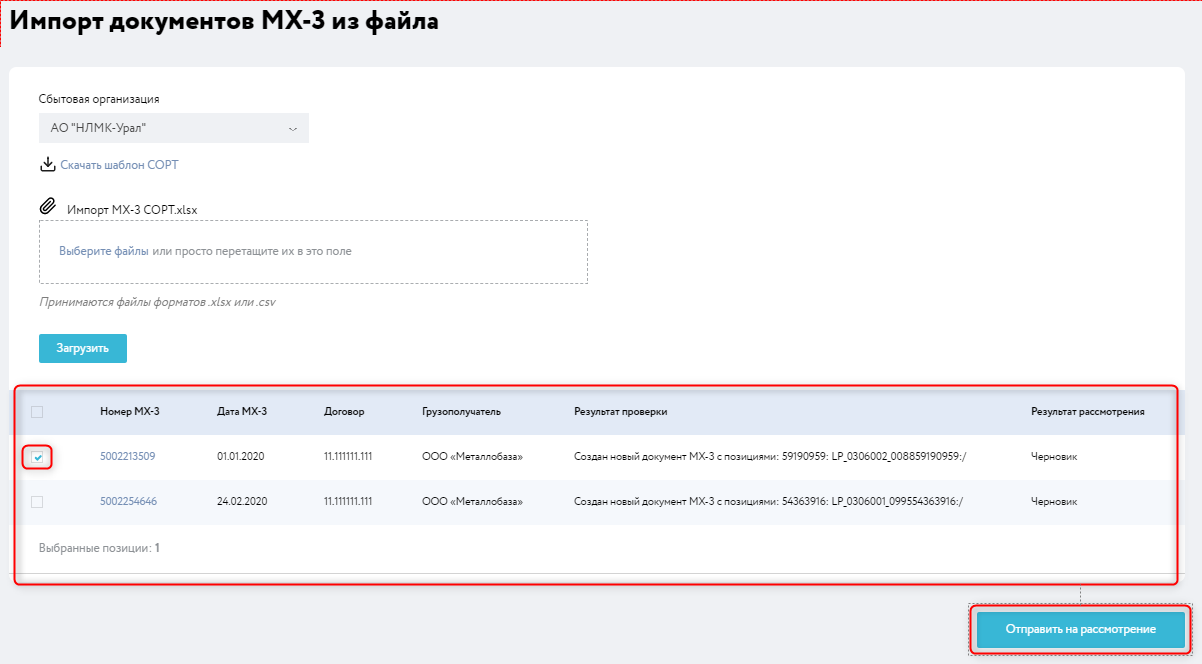 Импорт документов МХ-3 из файла
Сбытовая организация
АО "НЛМК-Урал"
Скачать шаблон СОРТ
Импорт МХ-3 СОРТ.xlsx
Выберите файлы или просто перетащите их в это поле
Принимаются файлы форматов .xlsx или .csv
Загрузить
Номер МХ-3 Дата МХ-3 Договор Грузополучатель Результат проверки Результат рассмотрения
5002213509 01.01.2020 11.111111.111 ООО «Металлобаза» Создан новый документ МХ-3 с позициями: 59190959: LP_0306002_008859190959:/ Черновик
5002254646 24.02.2020 11.111111.111 ООО «Металлобаза» Создан новый документ МХ-3 с позициями: 54363916: LP_0306001_099554363916:/ Черновик
Выбранные позиции: 1
Отправить на рассмотрение